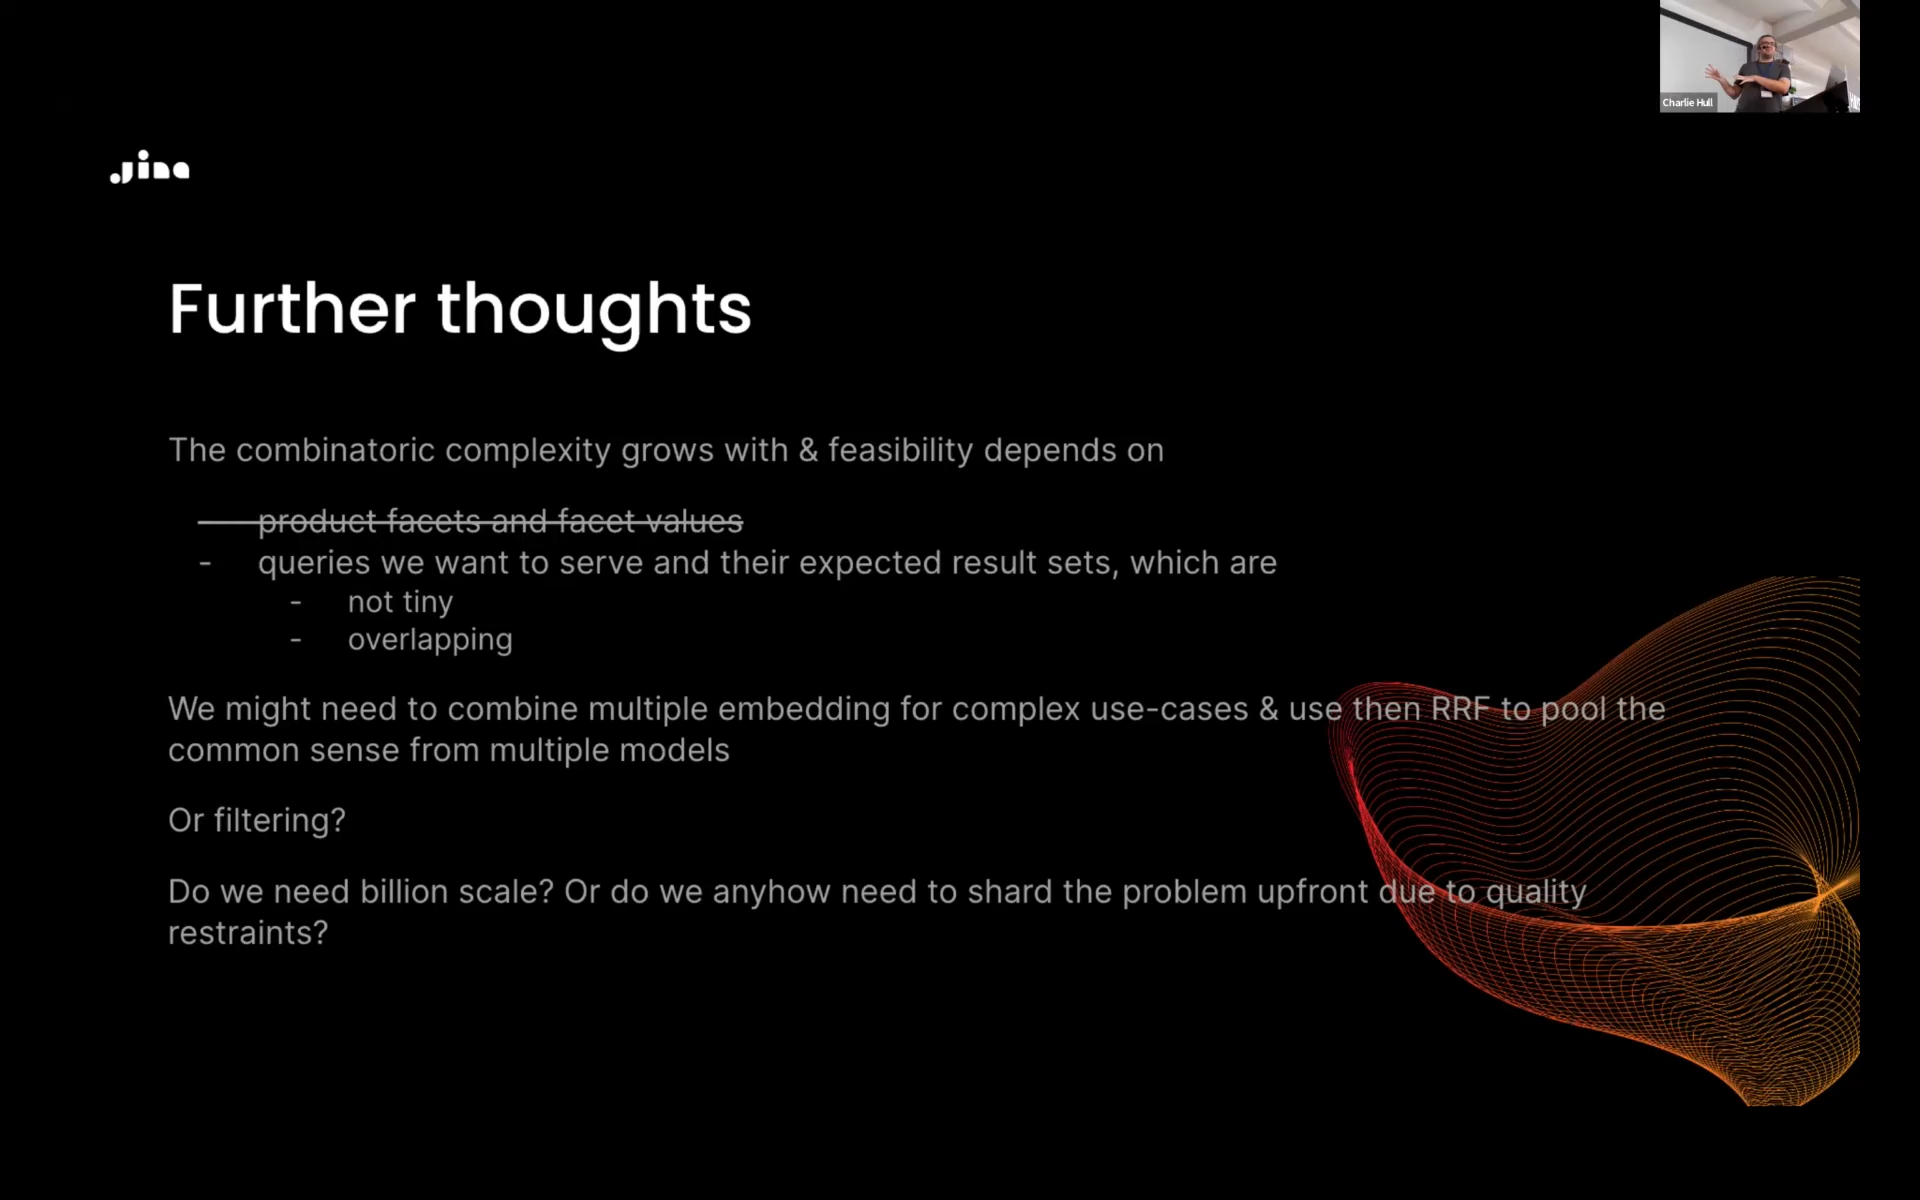 Charlie Hull
Jina
Further thoughts
The combinatoric complexity grows with & feasibility depends on
- product facets and facet values
- queries we want to serve and their expected result sets, which are
- not tiny
- overlapping
We might need to combine multiple embedding for complex use-cases & use then RRF to pool the
common sense from multiple models
Or filtering?
Do we need billion scale? Or do we anyhow need to shard the problem upfront due to quality
restraints?